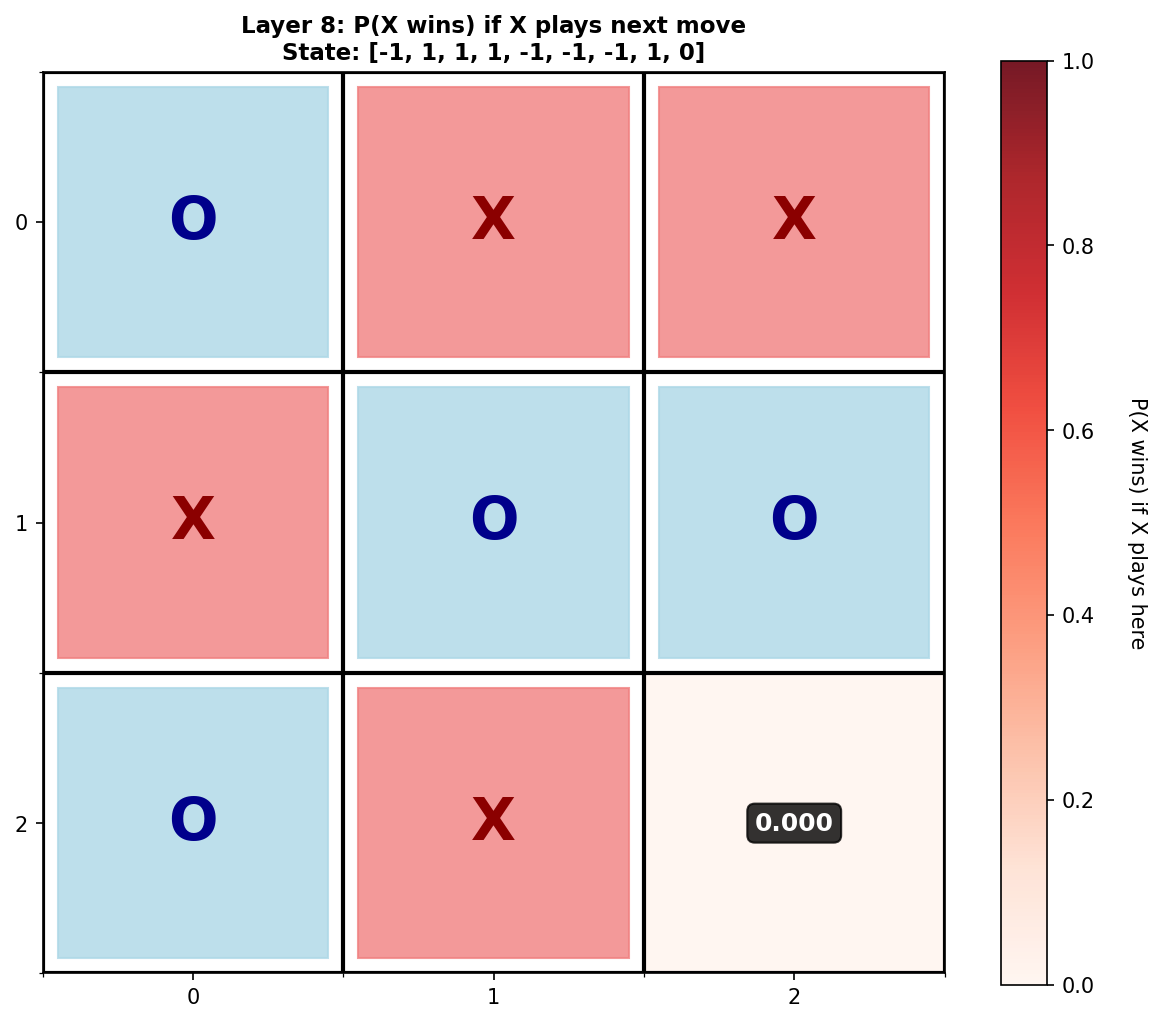 Layer 8: P(X wins) if X plays next move
State: [-1, 1, 1, 1, -1, -1, -1, 1, 0]
O X X
X O O
O X 0.000
0
1
2
0 1 2
1.0
0.8
0.6
0.4
0.2
0.0
P(X wins) if X plays here